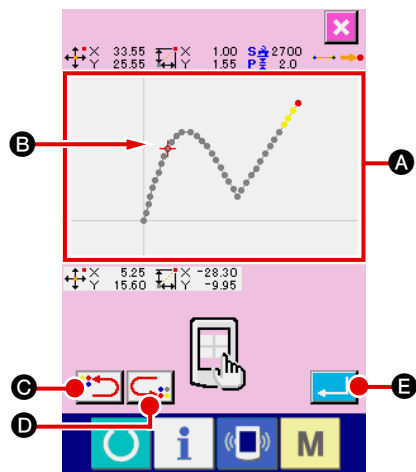 X 33.55 X 1.00 S 2700
Y 25.55 Y 1.55 P 2.0
B
A
X 5.25 X -28.30
Y 15.60 Y -9.95
C
E
D
i
M